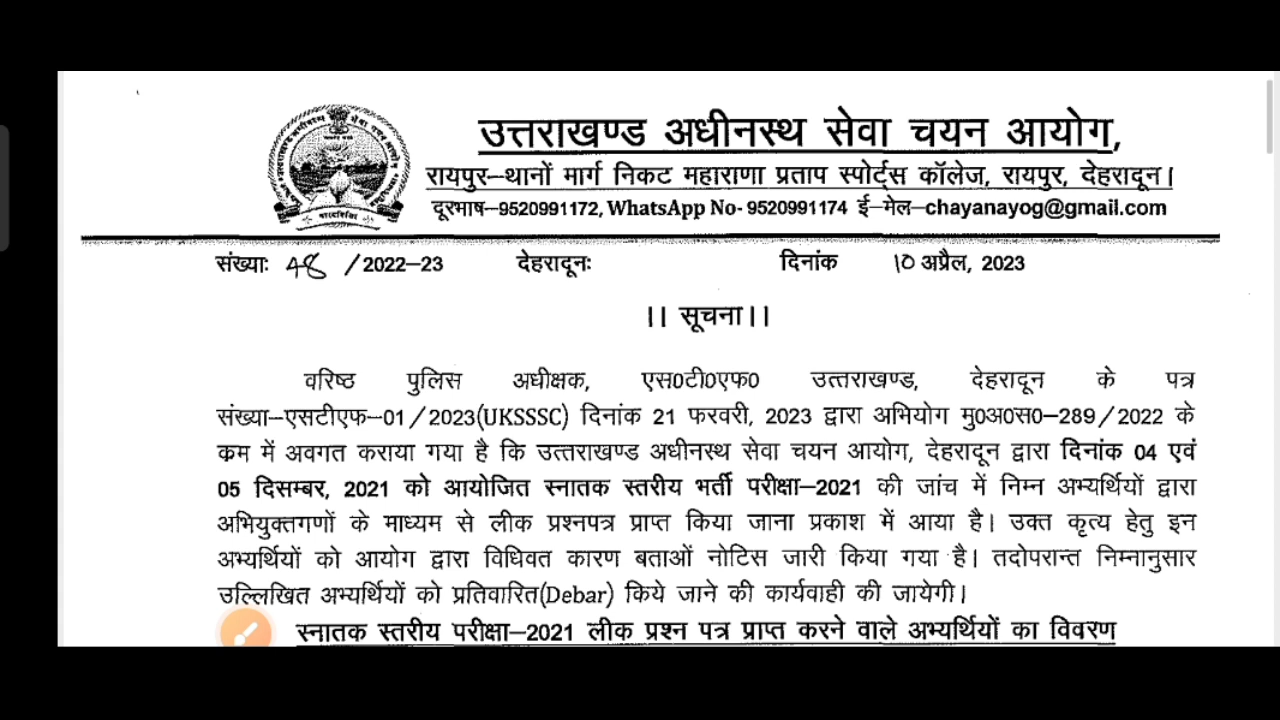 उत्तराखण्ड अधीनस्थ सेवा चयन आयोग,
रायपुर–थानों मार्ग निकट महाराणा प्रताप स्पोर्ट्स कॉलेज, रायपुर, देहरादून।
दूरभाष–9520991172, WhatsApp No- 9520991174 ई–मेल–chayanayog@gmail.com
संख्याः 48 /2022–23 देहरादूनः दिनांक 10 अप्रैल, 2023
।। सूचना।।
वरिष्ठ पुलिस अधीक्षक, एस0टी0एफ0 उत्तराखण्ड, देहरादून के पत्र
संख्या–एसटीएफ–01/2023(UKSSSC) दिनांक 21 फरवरी, 2023 द्वारा अभियोग मु0अ0स0–289/2022 के
क्रम में अवगत कराया गया है कि उत्तराखण्ड अधीनस्थ सेवा चयन आयोग, देहरादून द्वारा दिनांक 04 एवं
05 दिसम्बर, 2021 को आयोजित स्नातक स्तरीय भर्ती परीक्षा–2021 की जांच में निम्न अभ्यर्थियों द्वारा
अभियुक्तगणों के माध्यम से लीक प्रश्नपत्र प्राप्त किया जाना प्रकाश में आया है। उक्त कृत्य हेतु इन
अभ्यर्थियों को आयोग द्वारा विधिवत कारण बताओं नोटिस जारी किया गया है। तदोपरान्त निम्नानुसार
उल्लिखित अभ्यर्थियों को प्रतिवारित(Debar) किये जाने की कार्यवाही की जायेगी।
स्नातक स्तरीय परीक्षा–2021 लीक प्रश्न पत्र प्राप्त करने वाले अभ्यर्थियों का विवरण